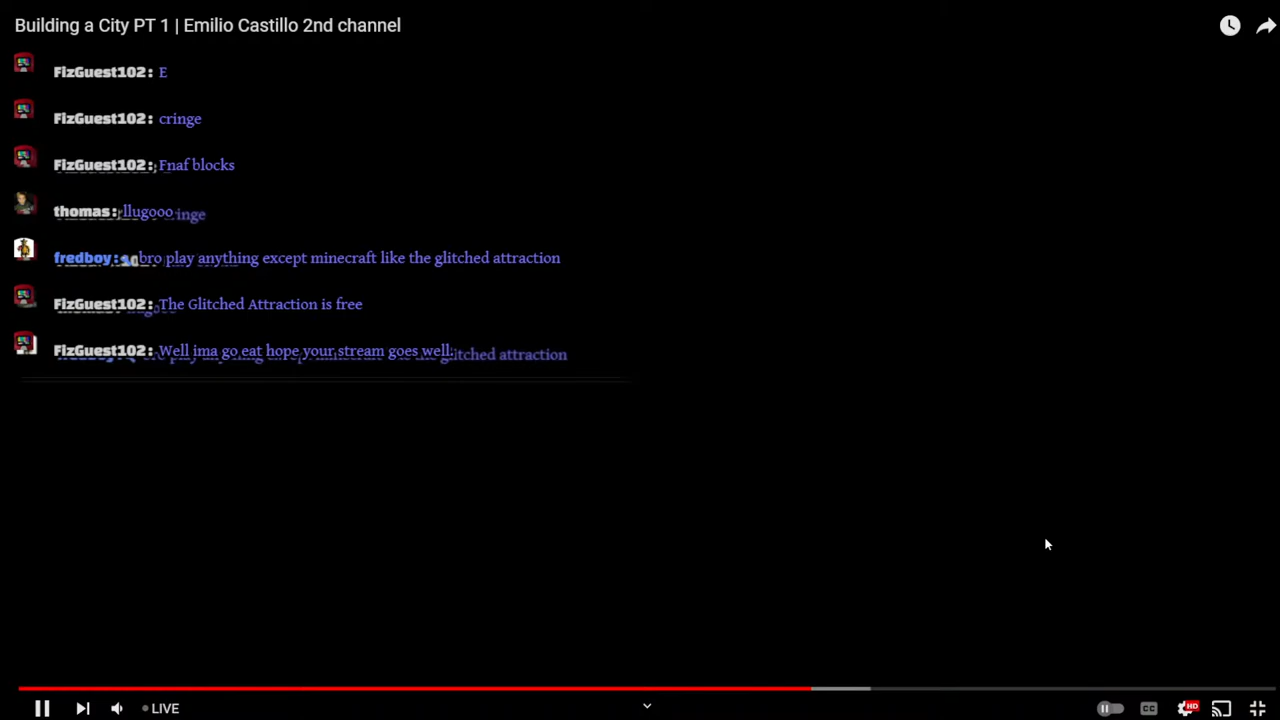 Building a City PT 1 | Emilio Castillo 2nd channel
FizGuest102: E
FizGuest102: cringe
FizGuest102: Fnaf blocks
thomas: llugooo
fredboy: bro play anything except minecraft like the glitched attraction
FizGuest102: The Glitched Attraction is free
FizGuest102: Well ima go eat hope your stream goes well.
LIVE
CC
HD